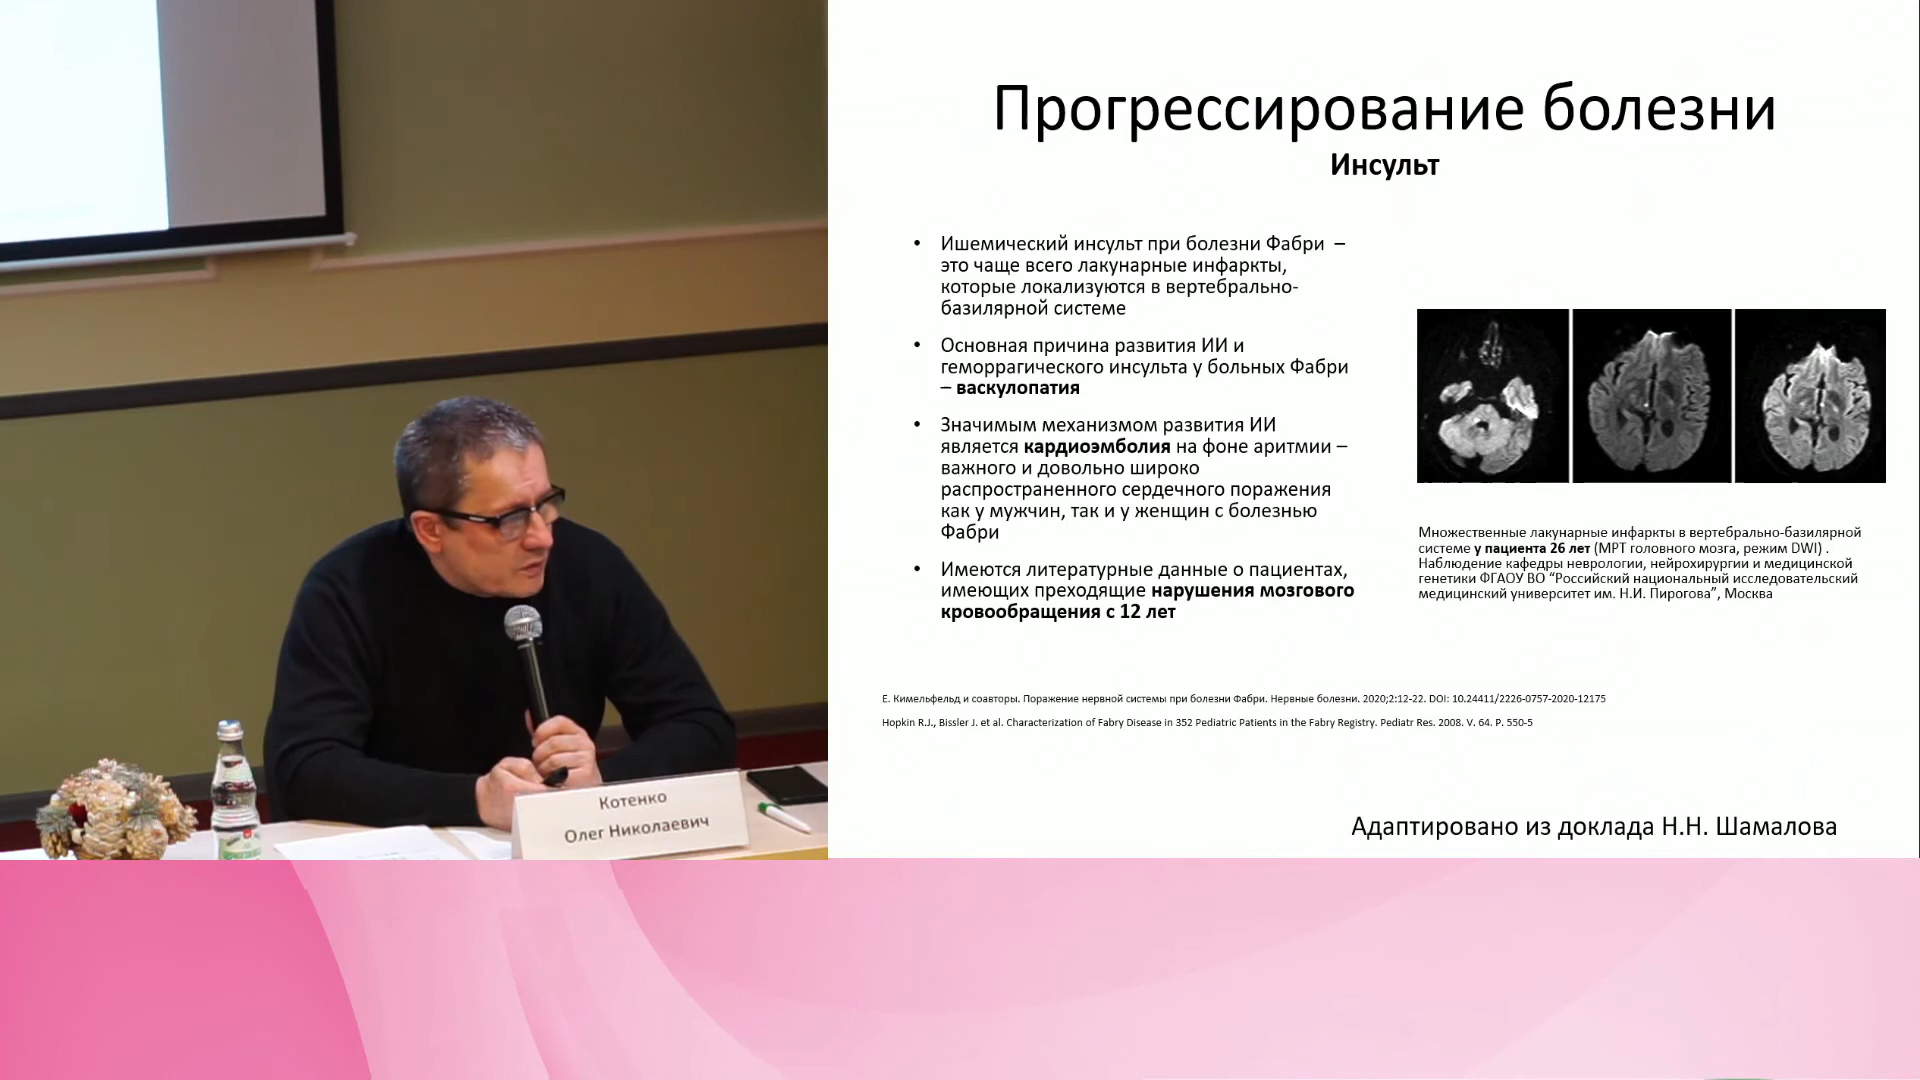 Прогрессирование болезни
Инсульт
• Ишемический инсульт при болезни Фабри –
это чаще всего лакунарные инфаркты,
которые локализуются в вертебрально-
базилярной системе
• Основная причина развития ИИ и
геморрагического инсульта у больных Фабри
– васкулопатия
• Значимым механизмом развития ИИ
является кардиоэмболия на фоне аритмии –
важного и довольно широко
распространенного сердечного поражения
как у мужчин, так и у женщин с болезнью
Фабри
• Имеются литературные данные о пациентах,
имеющих преходящие нарушения мозгового
кровообращения с 12 лет
Множественные лакунарные инфаркты в вертебрально-базилярной
системе у пациента 26 лет (МРТ головного мозга, режим DWI) .
Наблюдение кафедры неврологии, нейрохирургии и медицинской
генетики ФГАОУ ВО “Российский национальный исследовательский
медицинский университет им. Н.И. Пирогова”, Москва
Е. Кимельфельд и соавторы. Поражение нервной системы при болезни Фабри. Нервные болезни. 2020;2:12-22. DOI: 10.24411/2226-0757-2020-12175
Hopkin R.J., Bissler J. et al. Characterization of Fabry Disease in 352 Pediatric Patients in the Fabry Registry. Pediatr Res. 2008. V. 64. P. 550-5
Адаптировано из доклада Н.Н. Шамалова
Котенко
Олег Николаевич